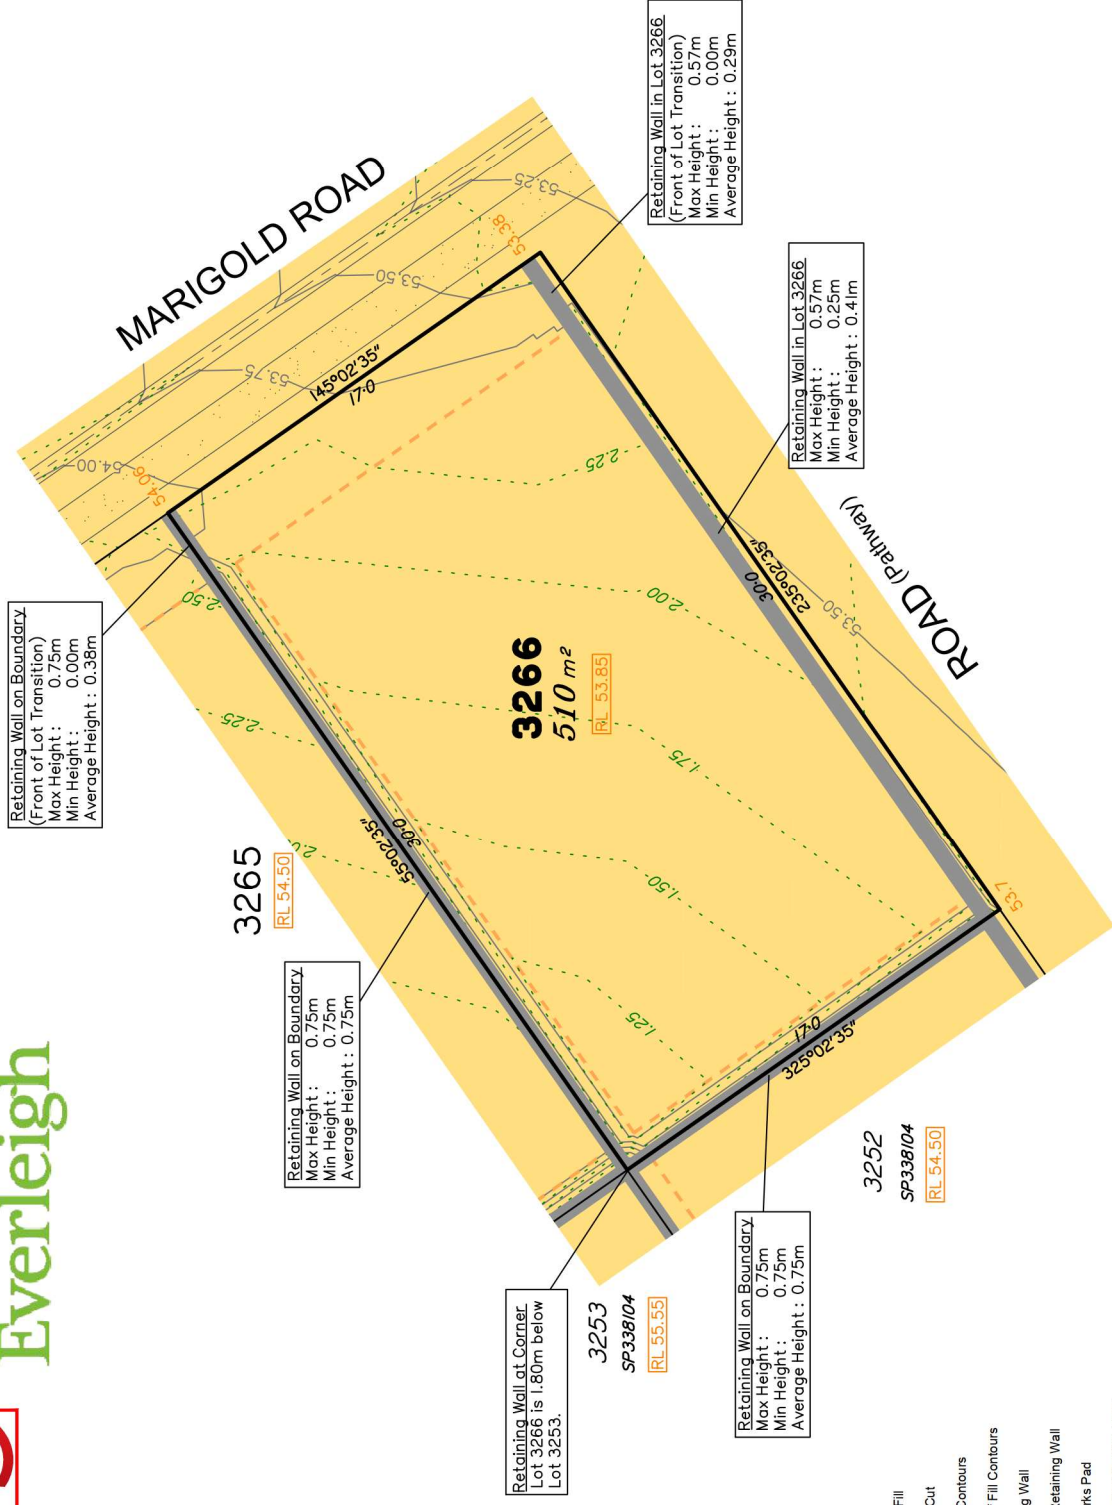 Everleigh
MARIGOLD ROAD
Retaining Wall in Lot 3266
(Front of Lot Transition)
Max Height : 0.57m
Min Height : 0.00m
Average Height : 0.29m
Retaining Wall on Boundary
(Front of Lot Transition)
Max Height : 0.75m
Min Height : 0.00m
Average Height : 0.38m
Retaining Wall in Lot 3266
Max Height : 0.57m
Min Height : 0.25m
Average Height : 0.41m
Retaining Wall on Boundary
Max Height : 0.75m
Min Height : 0.75m
Average Height : 0.75m
Retaining Wall at Corner
Lot 3266 is 1.80m below
Lot 3253.
Retaining Wall on Boundary
Max Height : 0.75m
Min Height : 0.75m
Average Height : 0.75m
54.00
54.06
53.75
53.50
53.38
53.25
145°02'35"
17·0
2.50
2.25
2.25
2.00
2.0
3266
510 m²
RL 53.85
3265
RL 54.50
55°02'35"
30·0
30·0
235°02'35"
ROAD (Pathway)
53.50
1.75
1.50
1.25
53.7
17·0
325°02'35"
3253
SP338104
RL 55.55
3252
SP338104
RL 54.50
Fill
Cut
Contours
Fill Contours
g Wall
etaining Wall
rks Pad